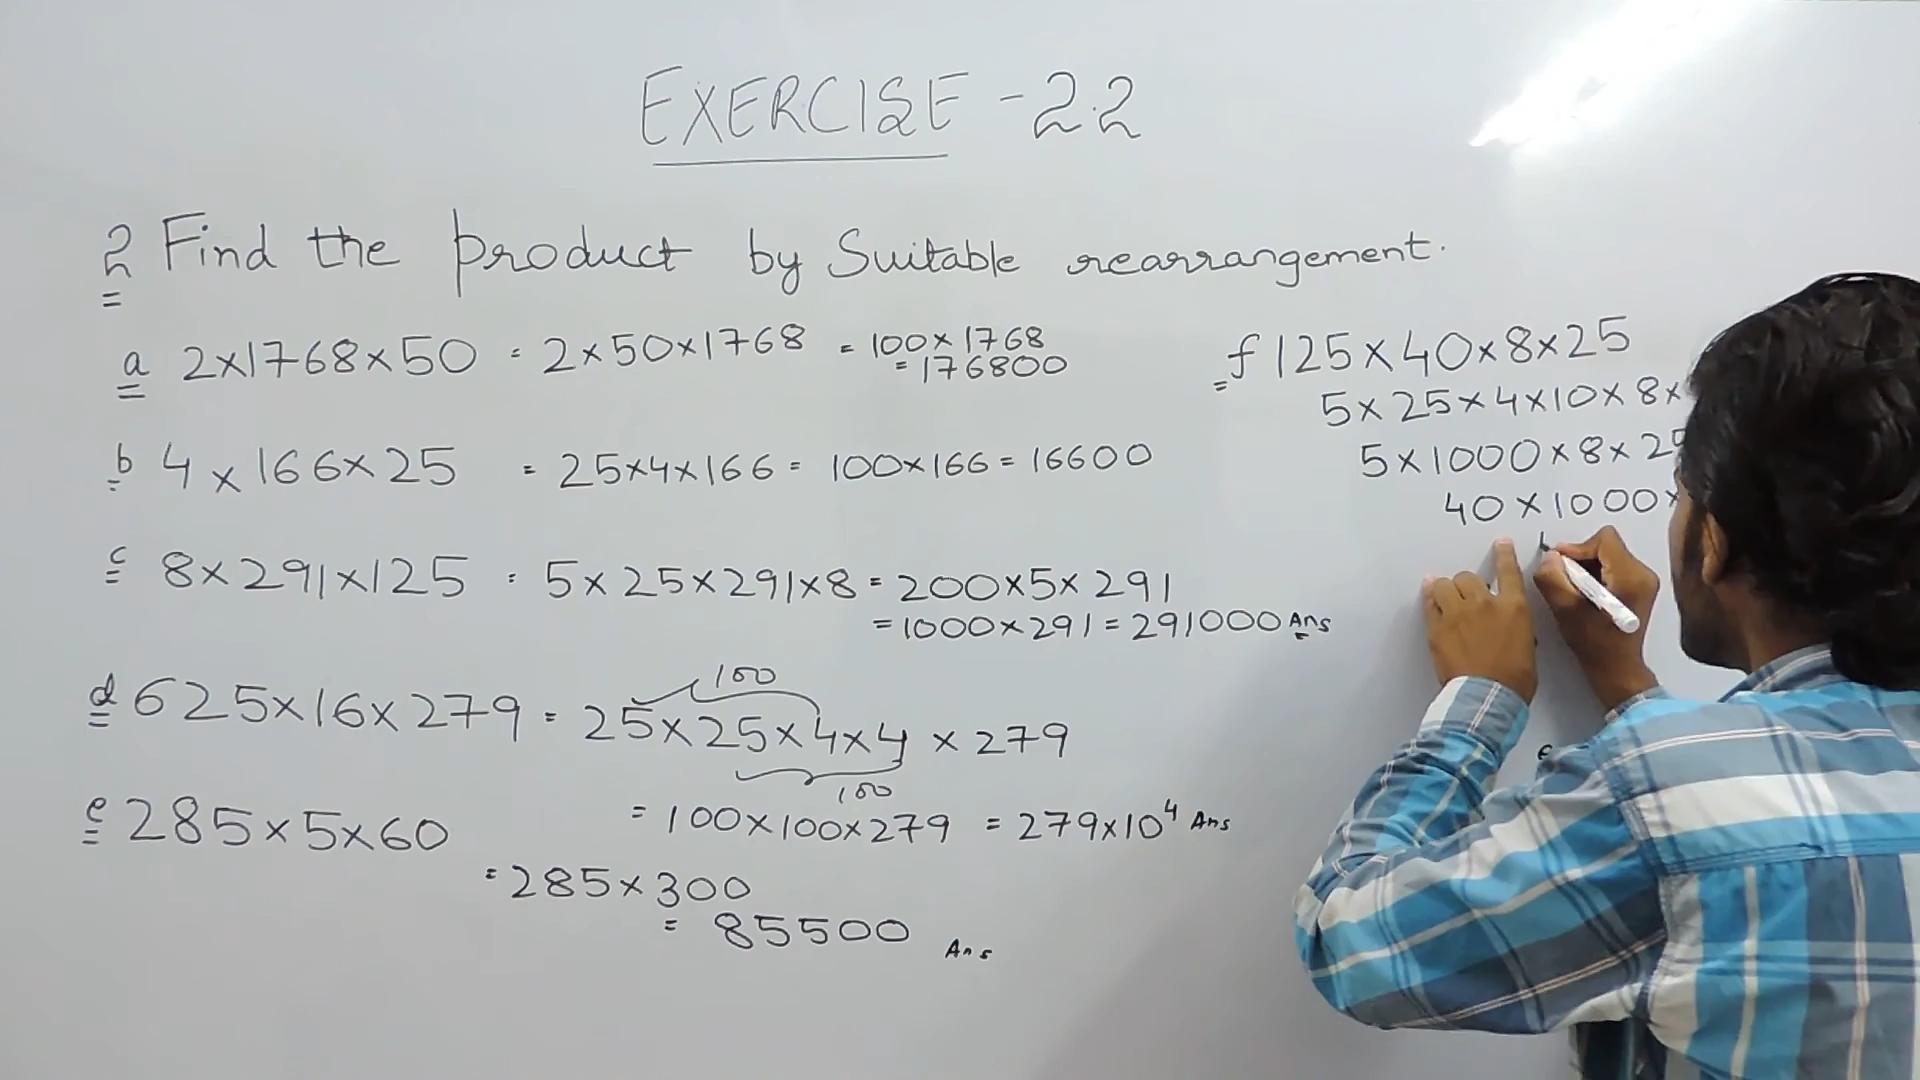 EXERCISE - 2.2
2 Find the product by Suitable rearrangement.
a 2×1768×50 = 2×50×1768 = 100×1768
= 176800
b 4×166×25 = 25×4×166 = 100×166 = 16600
c 8×291×125 = 5×25×291×8 = 200×5×291
= 1000×291 = 291000 Ans
100
d 625×16×279 = 25×25×4×4×279
100
= 100×100×279 = 279×10⁴ Ans
e 285×5×60
= 285×300
= 85500 Ans
f 125×40×8×25
5×25×4×10×8×
5×1000×8×25
40×1000×